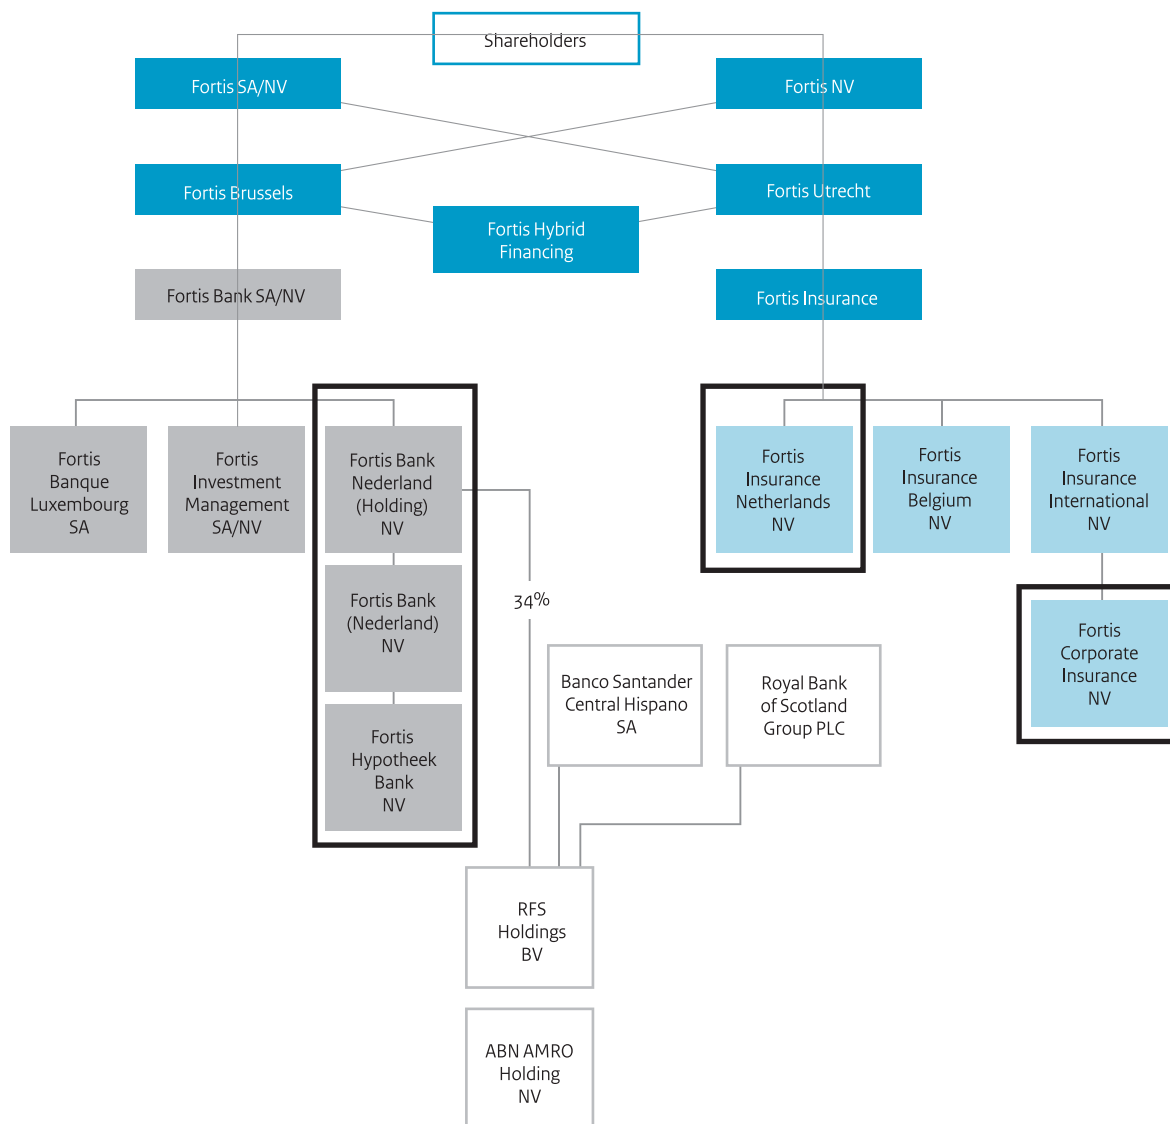 Shareholders
Fortis SA/NV
Fortis NV
Fortis Brussels
Fortis Utrecht
Fortis Hybrid
Financing
Fortis Bank SA/NV
Fortis Insurance
Fortis
Banque
Luxembourg
SA
Fortis
Investment
Management
SA/NV
Fortis Bank
Nederland
(Holding)
NV
Fortis
Insurance
Netherlands
NV
Fortis
Insurance
Belgium
NV
Fortis
Insurance
International
NV
Fortis Bank
(Nederland)
NV
34%
Fortis
Corporate
Insurance
NV
Banco Santander
Central Hispano
SA
Royal Bank
of Scotland
Group PLC
Fortis
Hypotheek
Bank
NV
RFS
Holdings
BV
ABN AMRO
Holding
NV